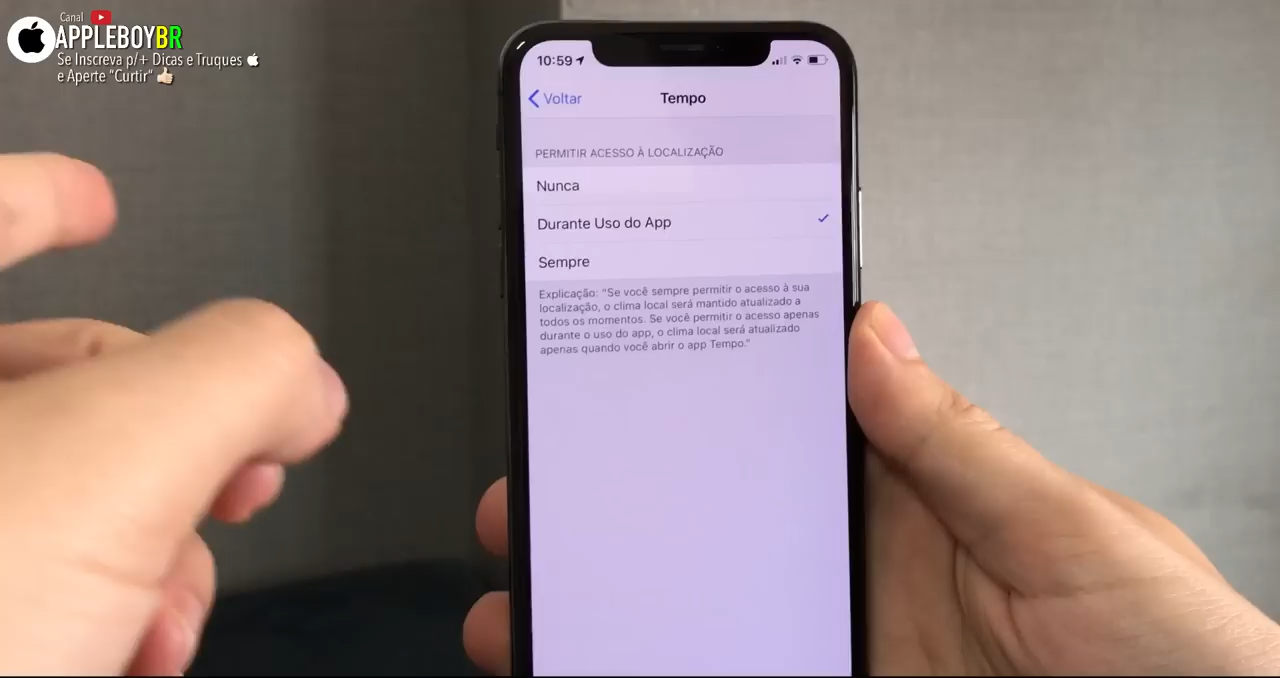 Canal
APPLEBOYBR
Se Inscreva p/+ Dicas e Truques
e Aperte "Curtir"
10:59
Voltar
Tempo
PERMITIR ACESSO À LOCALIZAÇÃO
Nunca
Durante Uso do App
Sempre
Explicação: "Se você sempre permitir o acesso à sua
localização, o clima local será mantido atualizado a
todos os momentos. Se você permitir o acesso apenas
durante o uso do app, o clima local será atualizado
apenas quando você abrir o app Tempo."